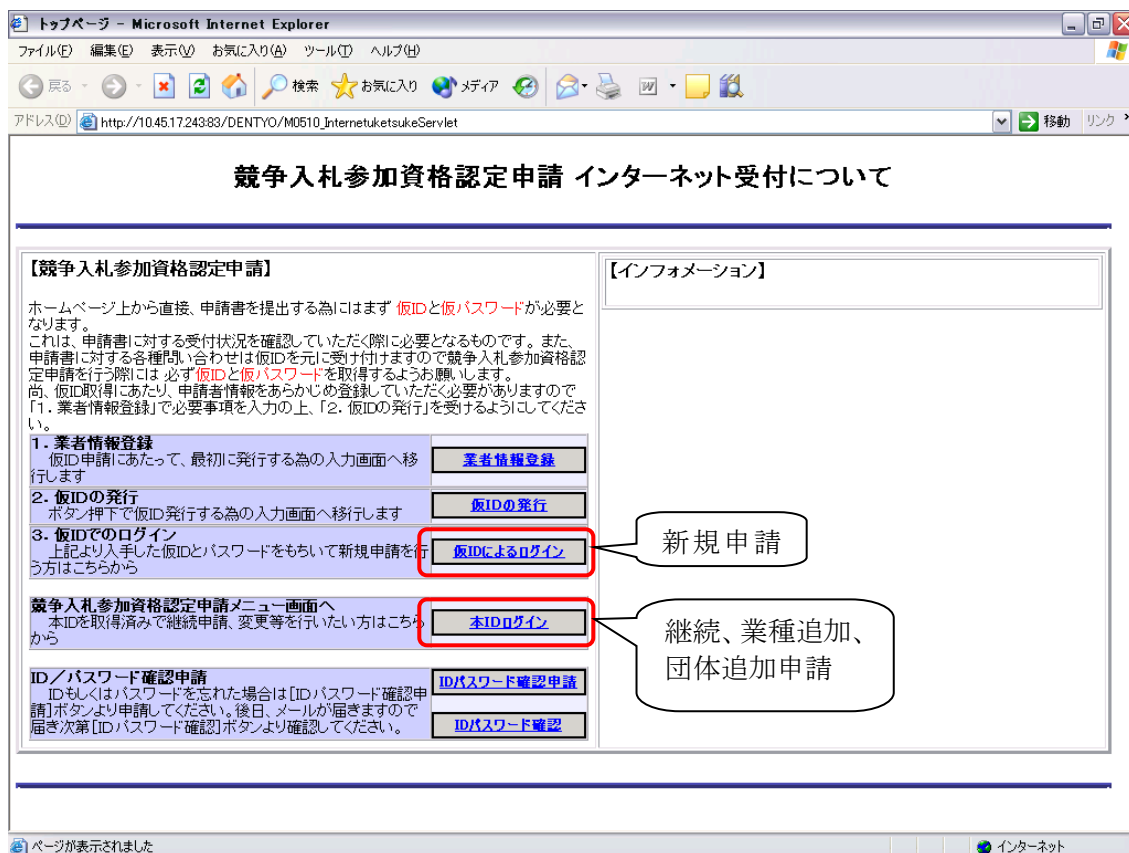 トップページ - Microsoft Internet Explorer
ファイル(F) 編集(E) 表示(V) お気に入り(A) ツール(T) ヘルプ(H)
戻る 検索 お気に入り メディア
アドレス(D) http://10.45.17.243:83/DENTYO/M0510_InternetuketsukeServlet 移動 リンク
競争入札参加資格認定申請 インターネット受付について
【競争入札参加資格認定申請】
ホームページ上から直接、申請書を提出する為にはまず 仮IDと仮パスワードが必要と
なります。
これは、申請書に対する受付状況を確認していただく際に必要となるものです。また、
申請書に対する各種問い合わせは仮IDを元に受け付けますので競争入札参加資格認
定申請を行う際には 必ず仮IDと仮パスワードを取得するようお願いします。
尚、仮ID取得にあたり、申請者情報をあらかじめ登録していただく必要がありますので
「1. 業者情報登録」で必要事項を入力の上、「2. 仮IDの発行」を受けるようにしてくださ
い。
1. 業者情報登録
仮ID申請にあたって、最初に発行する為の入力画面へ移
行します
業者情報登録
2. 仮IDの発行
ボタン押下で仮ID発行する為の入力画面へ移行します
仮IDの発行
3. 仮IDでのログイン
上記より入手した仮IDとパスワードをもちいて新規申請を行
う方はこちらから
仮IDによるログイン
競争入札参加資格認定申請メニュー画面へ
本IDを取得済みで継続申請、変更等を行いたい方はこちら
から
本IDログイン
ID／パスワード確認申請
IDもしくはパスワードを忘れた場合は[IDパスワード確認申
請]ボタンより申請してください。後日、メールが届きますので
届き次第[IDパスワード確認]ボタンより確認してください。
IDパスワード確認申請
IDパスワード確認
【インフォメーション】
新規申請
継続、業種追加、
団体追加申請
ページが表示されました インターネット